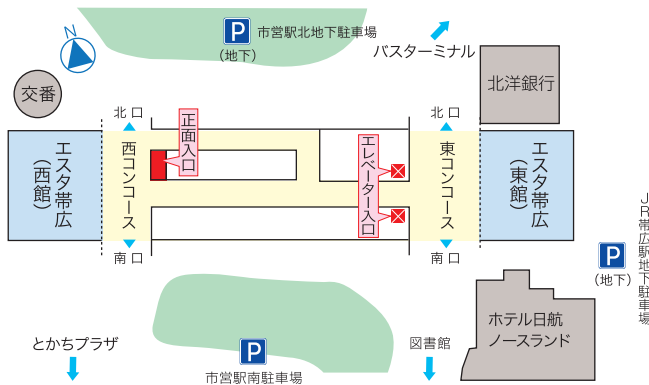 N
P
市営駅北地下駐車場
(地下)
バスターミナル
交番
北洋銀行
北口
北口
正面入口
エスタ帯広
(西館)
西コンコース
エレベーター入口
東コンコース
エスタ帯広
(東館)
南口
南口
P
(地下)
JR帯広駅地下駐車場
ホテル日航
ノースランド
とかちプラザ
P
市営駅南駐車場
図書館